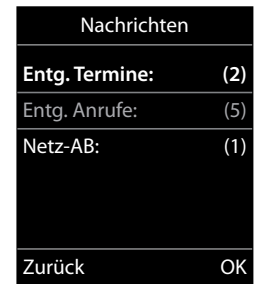 Nachrichten
Entg. Termine: (2)
Entg. Anrufe: (5)
Netz-AB: (1)
Zurück OK